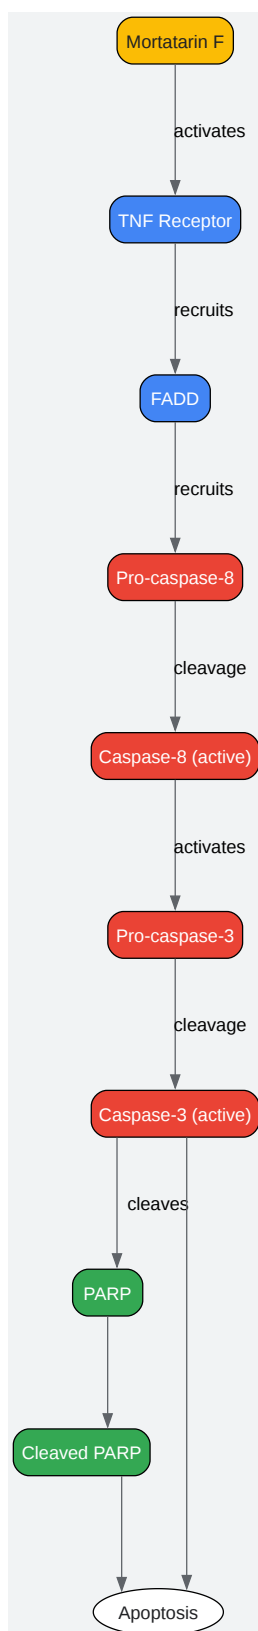 Mortatarin F
activates
TNF Receptor
recruits
FADD
recruits
Pro-caspase-8
cleavage
Caspase-8 (active)
activates
Pro-caspase-3
cleavage
Caspase-3 (active)
cleaves
PARP
Cleaved PARP
Apoptosis